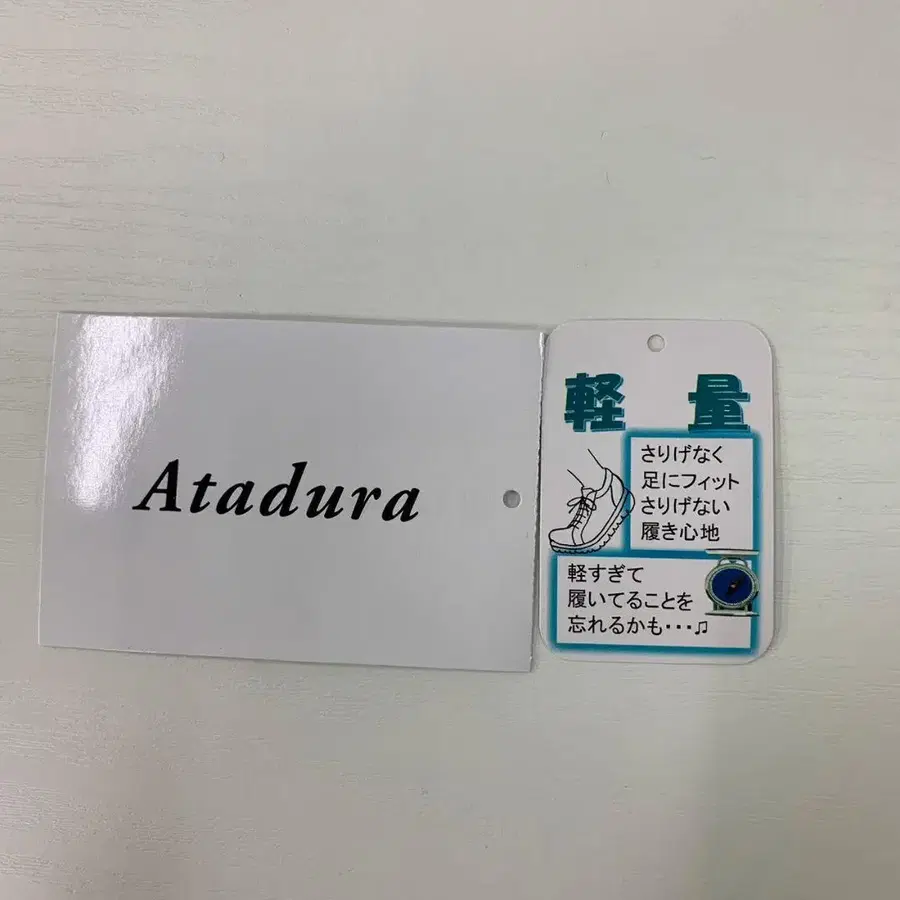 Atadura
軽量
さりげなく
足にフィット
さりげない
履き心地
軽すぎて
履いてることを
忘れるかも・・・♫